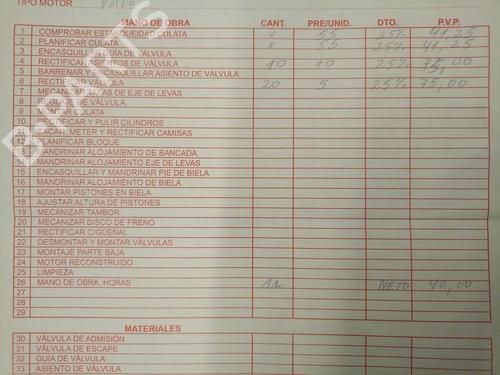 TIPO MOTOR Volvo
MANO DE OBRA CANT. PRE/UNID. DTO. P.V.P.
1 COMPROBAR ESTANQUEIDAD CULATA x 55 35% 41,25
2 PLANIFICAR CULATA x 55 25% 41,25
3 ENCASQUILLAR GUÍA DE VÁLVULA
4 RECTIFICAR ASIENTOS DE VÁLVULA 10 10 25% 75,00
5 BARRENAR Y ENCASQUILLAR ASIENTO DE VÁLVULA
6 RECTIFICAR VÁLVULA 20 5 25% 75,00
7 MECANIZAR TAPAS DE EJE DE LEVAS
8 REGLAJE DE VÁLVULA
9 MONTAR CULATA
10 RECTIFICAR Y PULIR CILINDROS
11 SACAR, METER Y RECTIFICAR CAMISAS
12 PLANIFICAR BLOQUE
13 MANDRINAR ALOJAMIENTO DE BANCADA
14 MANDRINAR ALOJAMIENTO EJE DE LEVAS
15 ENCASQUILLAR Y MANDRINAR PIE DE BIELA
16 MANDRINAR ALOJAMIENTO DE BIELA
17 MONTAR PISTONES EN BIELA
18 AJUSTAR ALTURA DE PISTONES
19 MECANIZAR TAMBOR
20 MECANIZAR DISCO DE FRENO
21 RECTIFICAR CIGÜEÑAL
22 DESMONTAR Y MONTAR VÁLVULAS
23 MONTAJE PARTE BAJA
24 MOTOR RECONSTRUIDO
25 LIMPIEZA
26 MANO DE OBRA. HORAS NETO 40,00
27
28
29
MATERIALES
30 VÁLVULA DE ADMISIÓN
31 VÁLVULA DE ESCAPE
32 GUÍA DE VÁLVULA
33 ASIENTO DE VÁLVULA